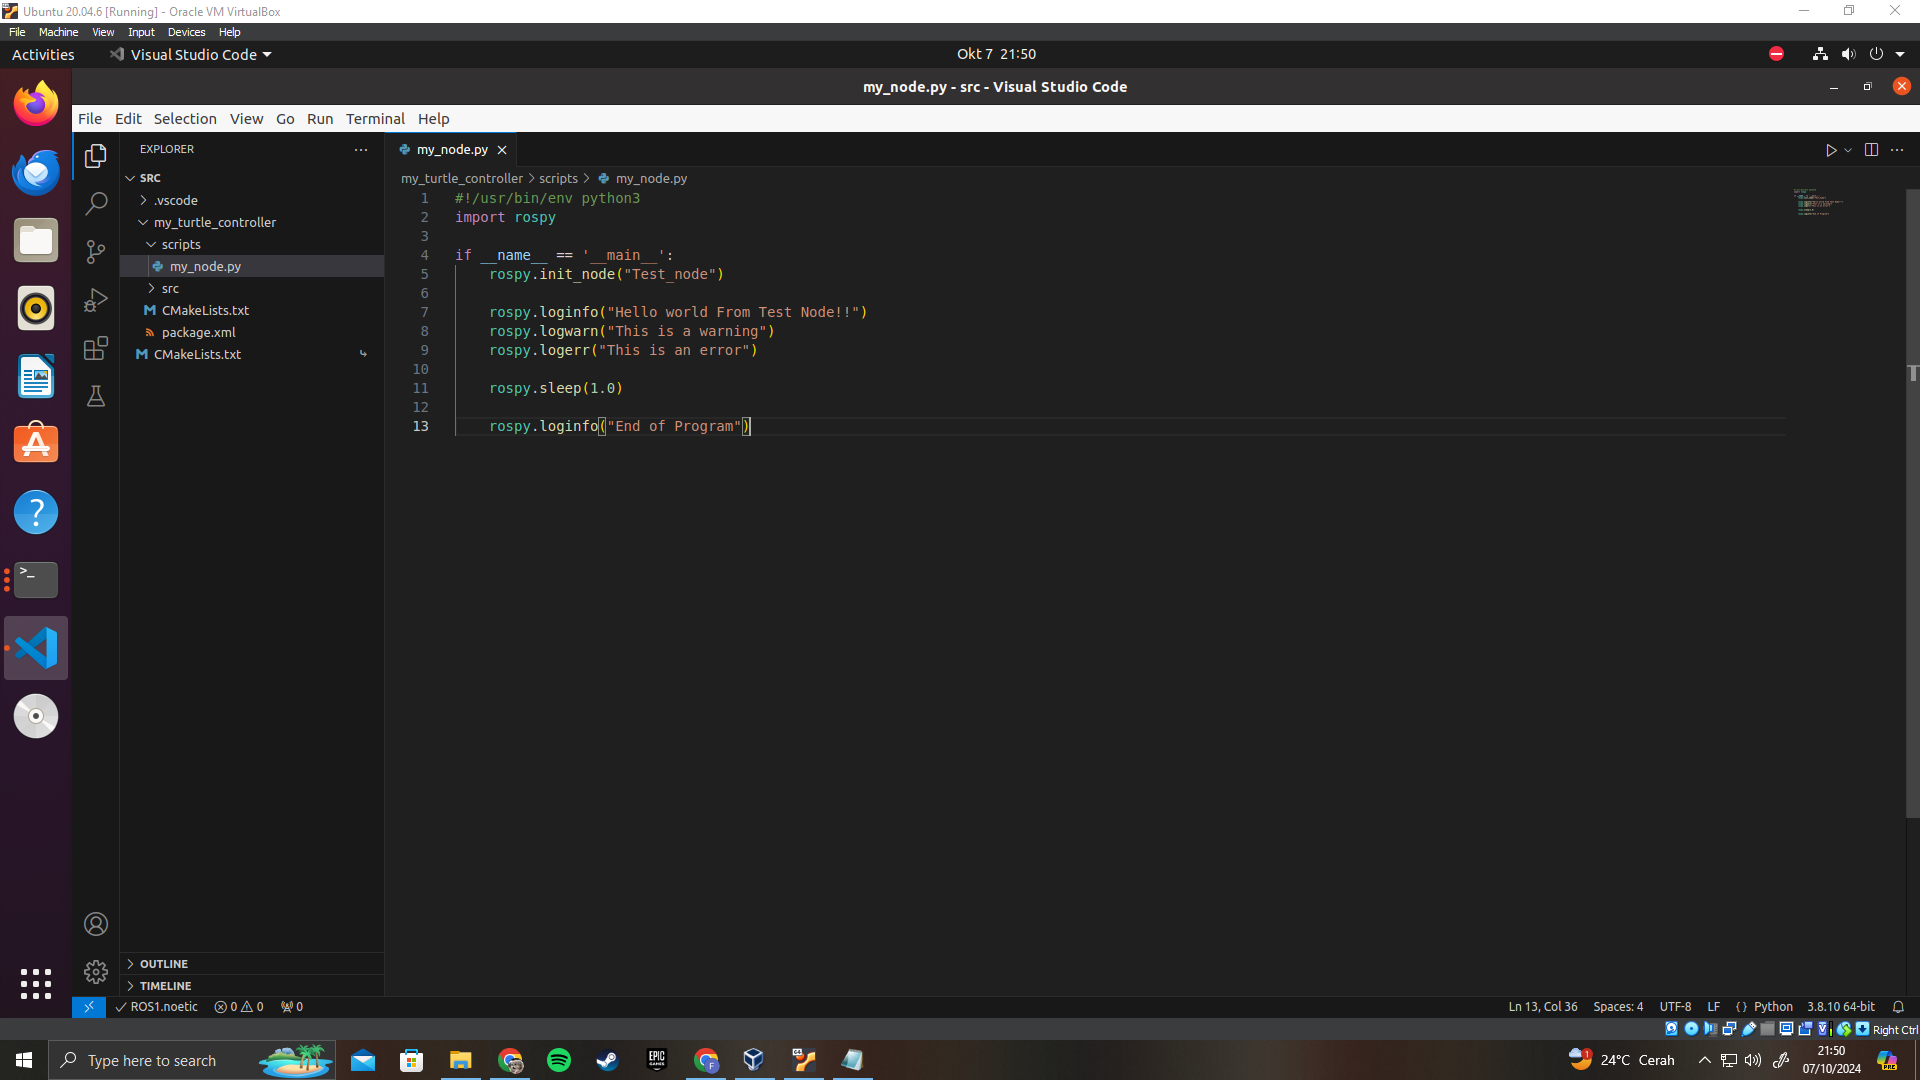 Ubuntu 20.04.6 [Running] - Oracle VM VirtualBox
File Machine View Input Devices Help
Activities Visual Studio Code Okt 7 21:50
my_node.py - src - Visual Studio Code
File Edit Selection View Go Run Terminal Help
EXPLORER
SRC
.vscode
my_turtle_controller
scripts
my_node.py
src
CMakeLists.txt
package.xml
CMakeLists.txt
OUTLINE
TIMELINE
my_node.py
my_turtle_controller > scripts > my_node.py
1 #!/usr/bin/env python3
2 import rospy
3
4 if __name__ == '__main__':
5 rospy.init_node("Test_node")
6
7 rospy.loginfo("Hello world From Test Node!!")
8 rospy.logwarn("This is a warning")
9 rospy.logerr("This is an error")
10
11 rospy.sleep(1.0)
12
13 rospy.loginfo("End of Program")
ROS1.noetic 0 0 0 Ln 13, Col 36 Spaces: 4 UTF-8 LF Python 3.8.10 64-bit
Right Ctrl
Type here to search
EPIC GAMES
1 24°C Cerah
21:50
07/10/2024